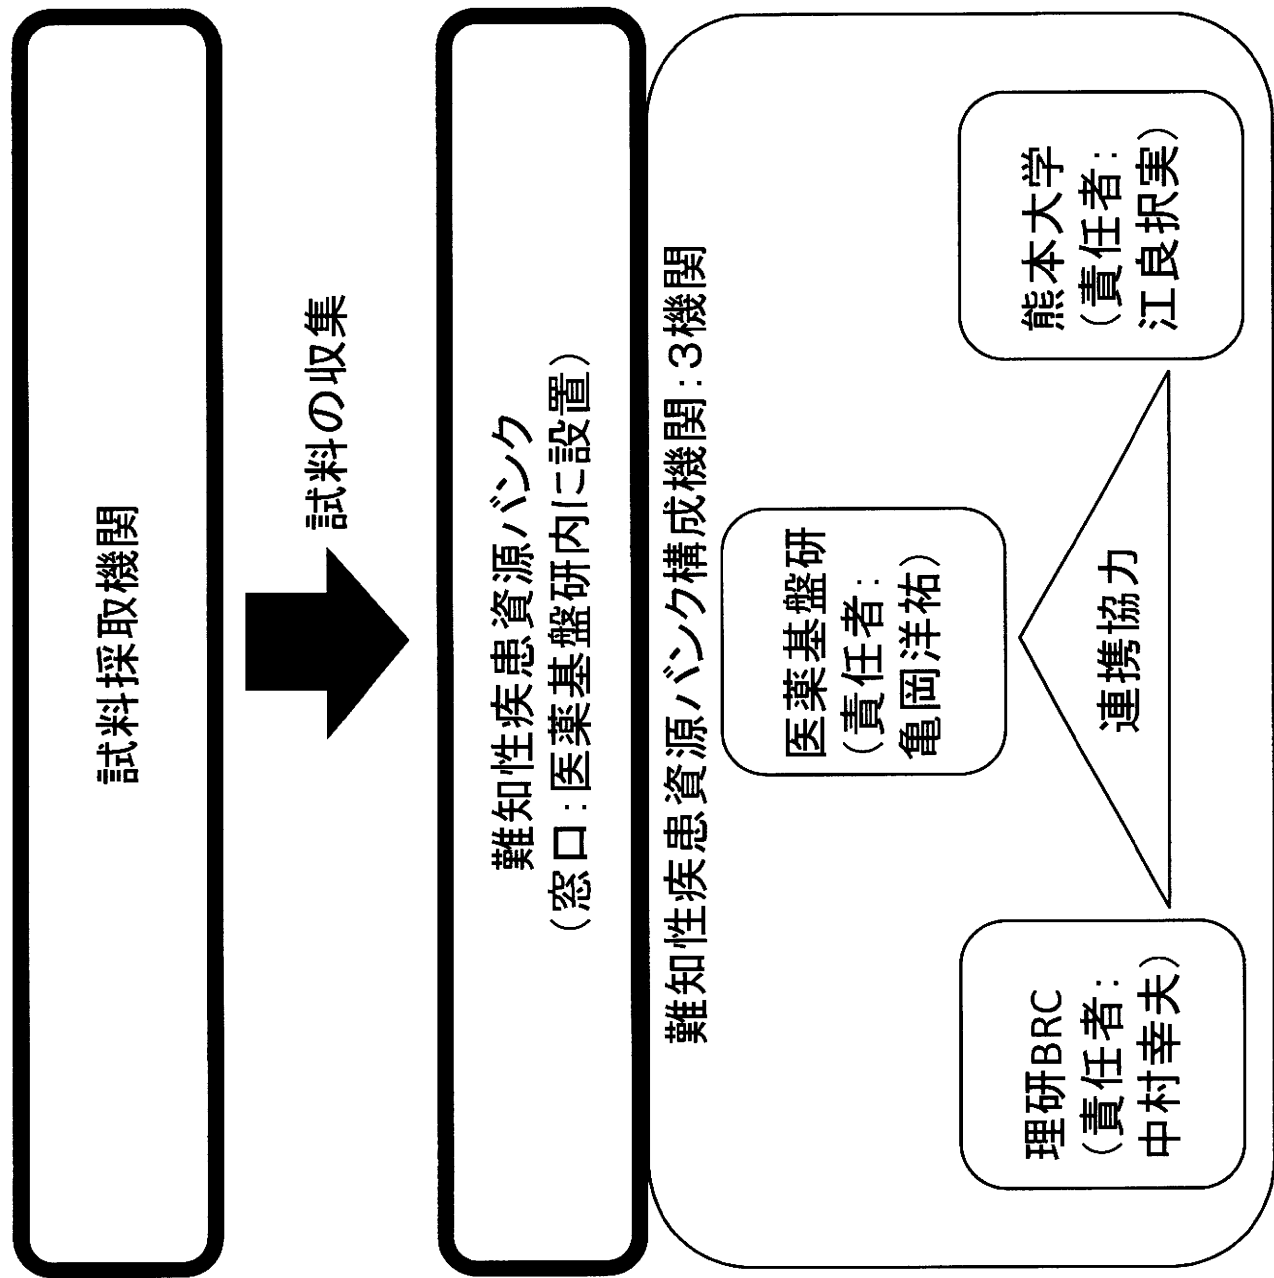 試料採取機関
試料の収集
難知性疾患資源バンク
(窓口:医薬基盤研内に設置)
難知性疾患資源バンク構成機関:3機関
医薬基盤研
(責任者:
亀岡洋祐)
理研BRC
(責任者:
中村幸夫)
連携協力
熊本大学
(責任者:
江良択実)